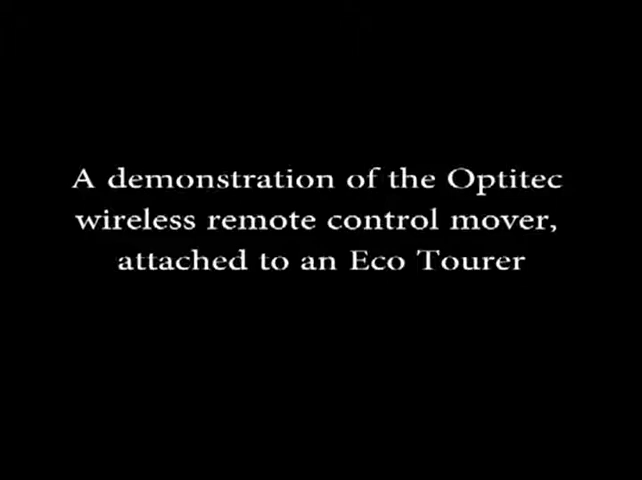 A demonstration of the Optitec
wireless remote control mover,
attached to an Eco Tourer